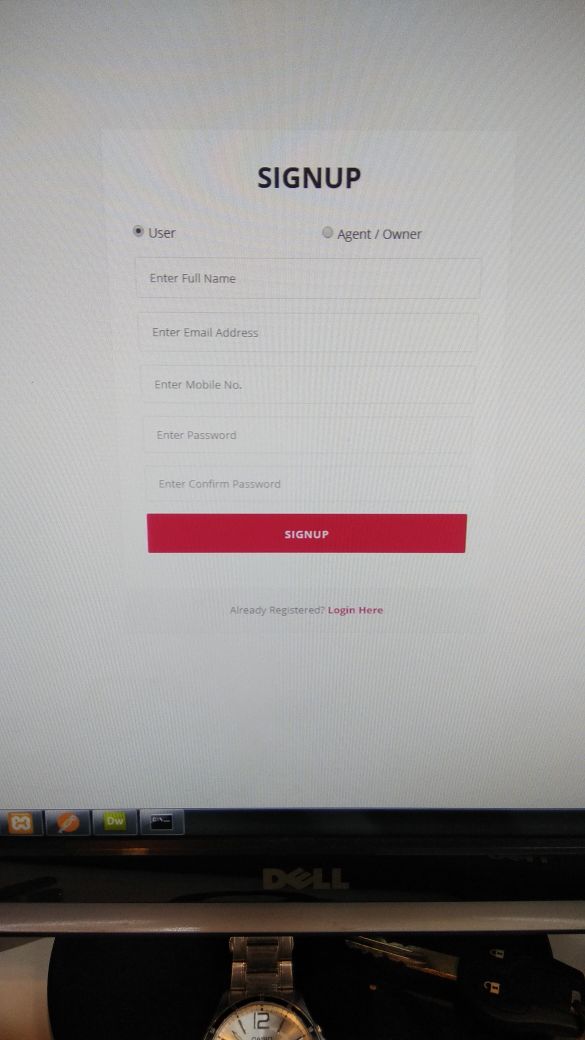 SIGNUP
User
Agent / Owner
Enter Full Name
Enter Email Address
Enter Mobile No.
Enter Password
Enter Confirm Password
SIGNUP
Already Registered? Login Here
Dw
DELL
12
CASIO